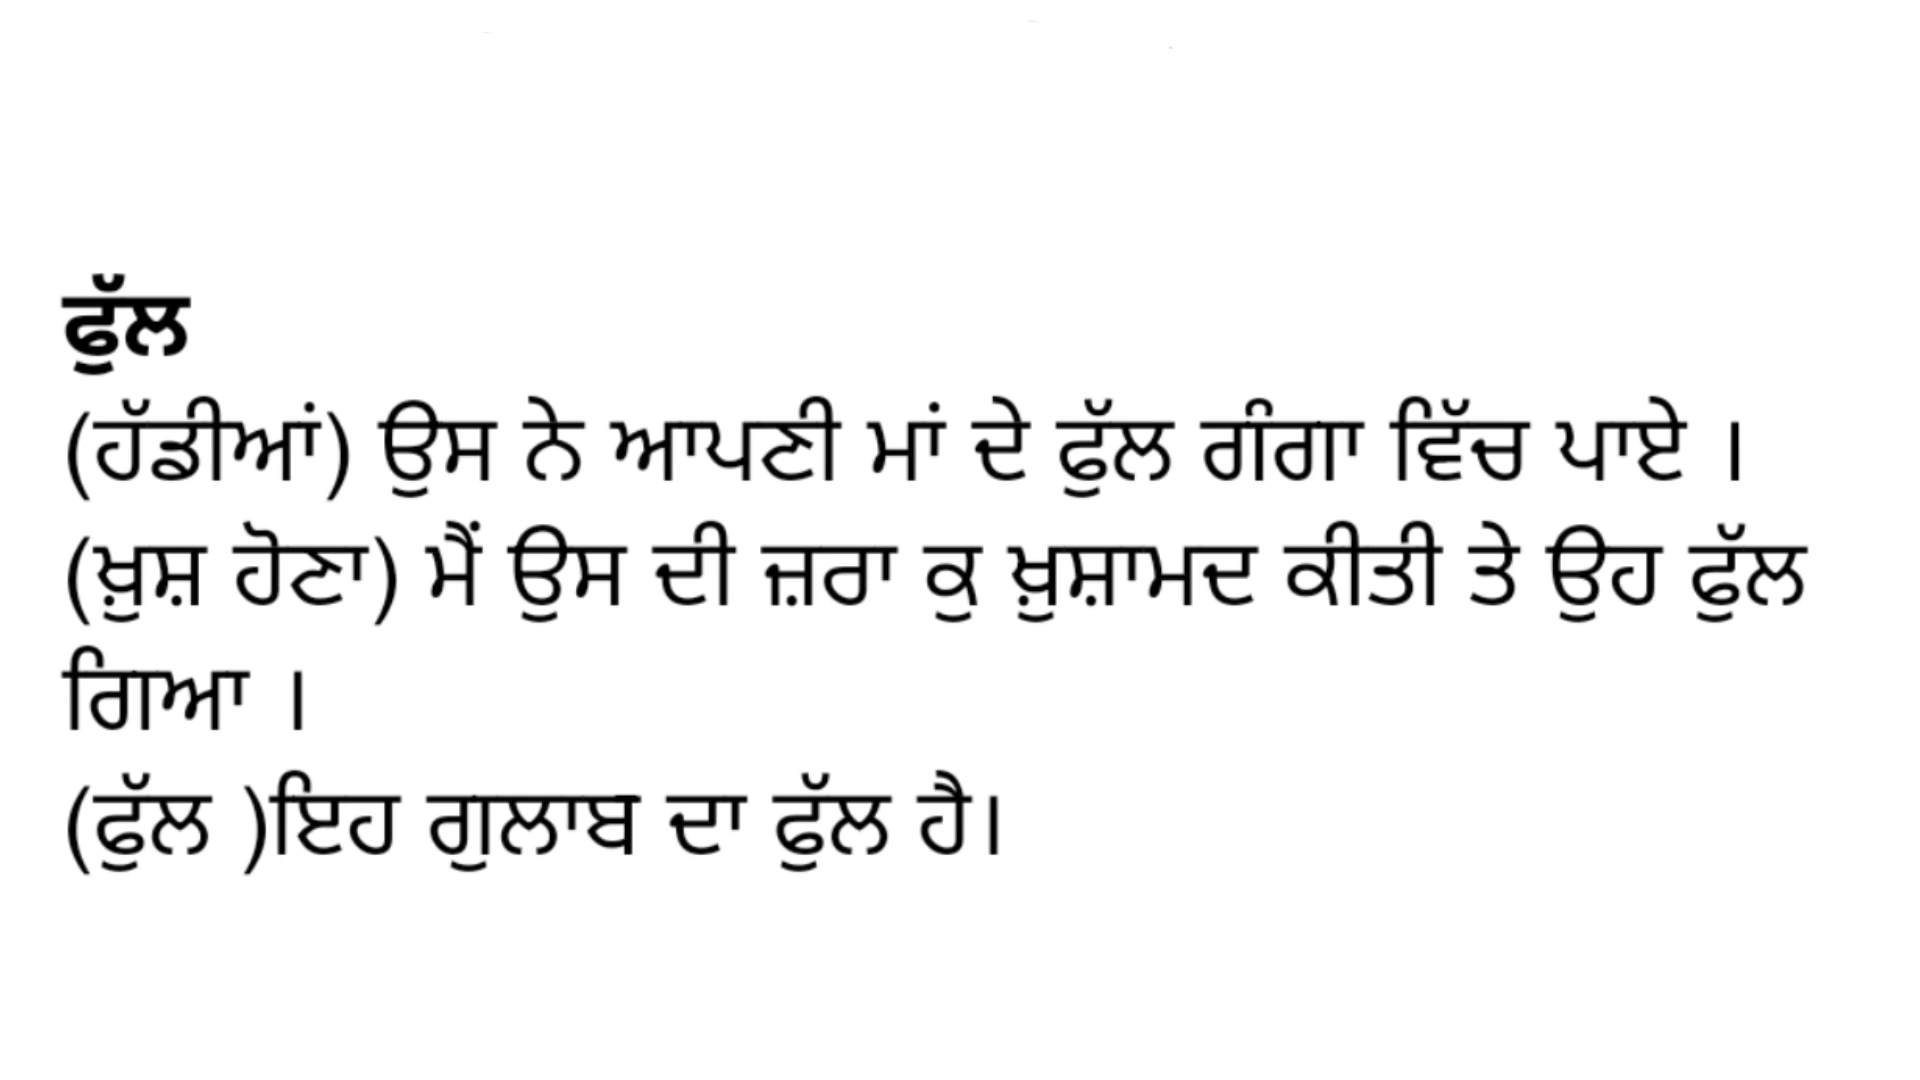 ਫੁੱਲ
(ਹੱਡੀਆਂ) ਉਸ ਨੇ ਆਪਣੀ ਮਾਂ ਦੇ ਫੁੱਲ ਗੰਗਾ ਵਿੱਚ ਪਾਏ ।
(ਖ਼ੁਸ਼ ਹੋਣਾ) ਮੈਂ ਉਸ ਦੀ ਜ਼ਰਾ ਕੁ ਖ਼ੁਸ਼ਾਮਦ ਕੀਤੀ ਤੇ ਉਹ ਫੁੱਲ
ਗਿਆ ।
(ਫੁੱਲ )ਇਹ ਗੁਲਾਬ ਦਾ ਫੁੱਲ ਹੈ।